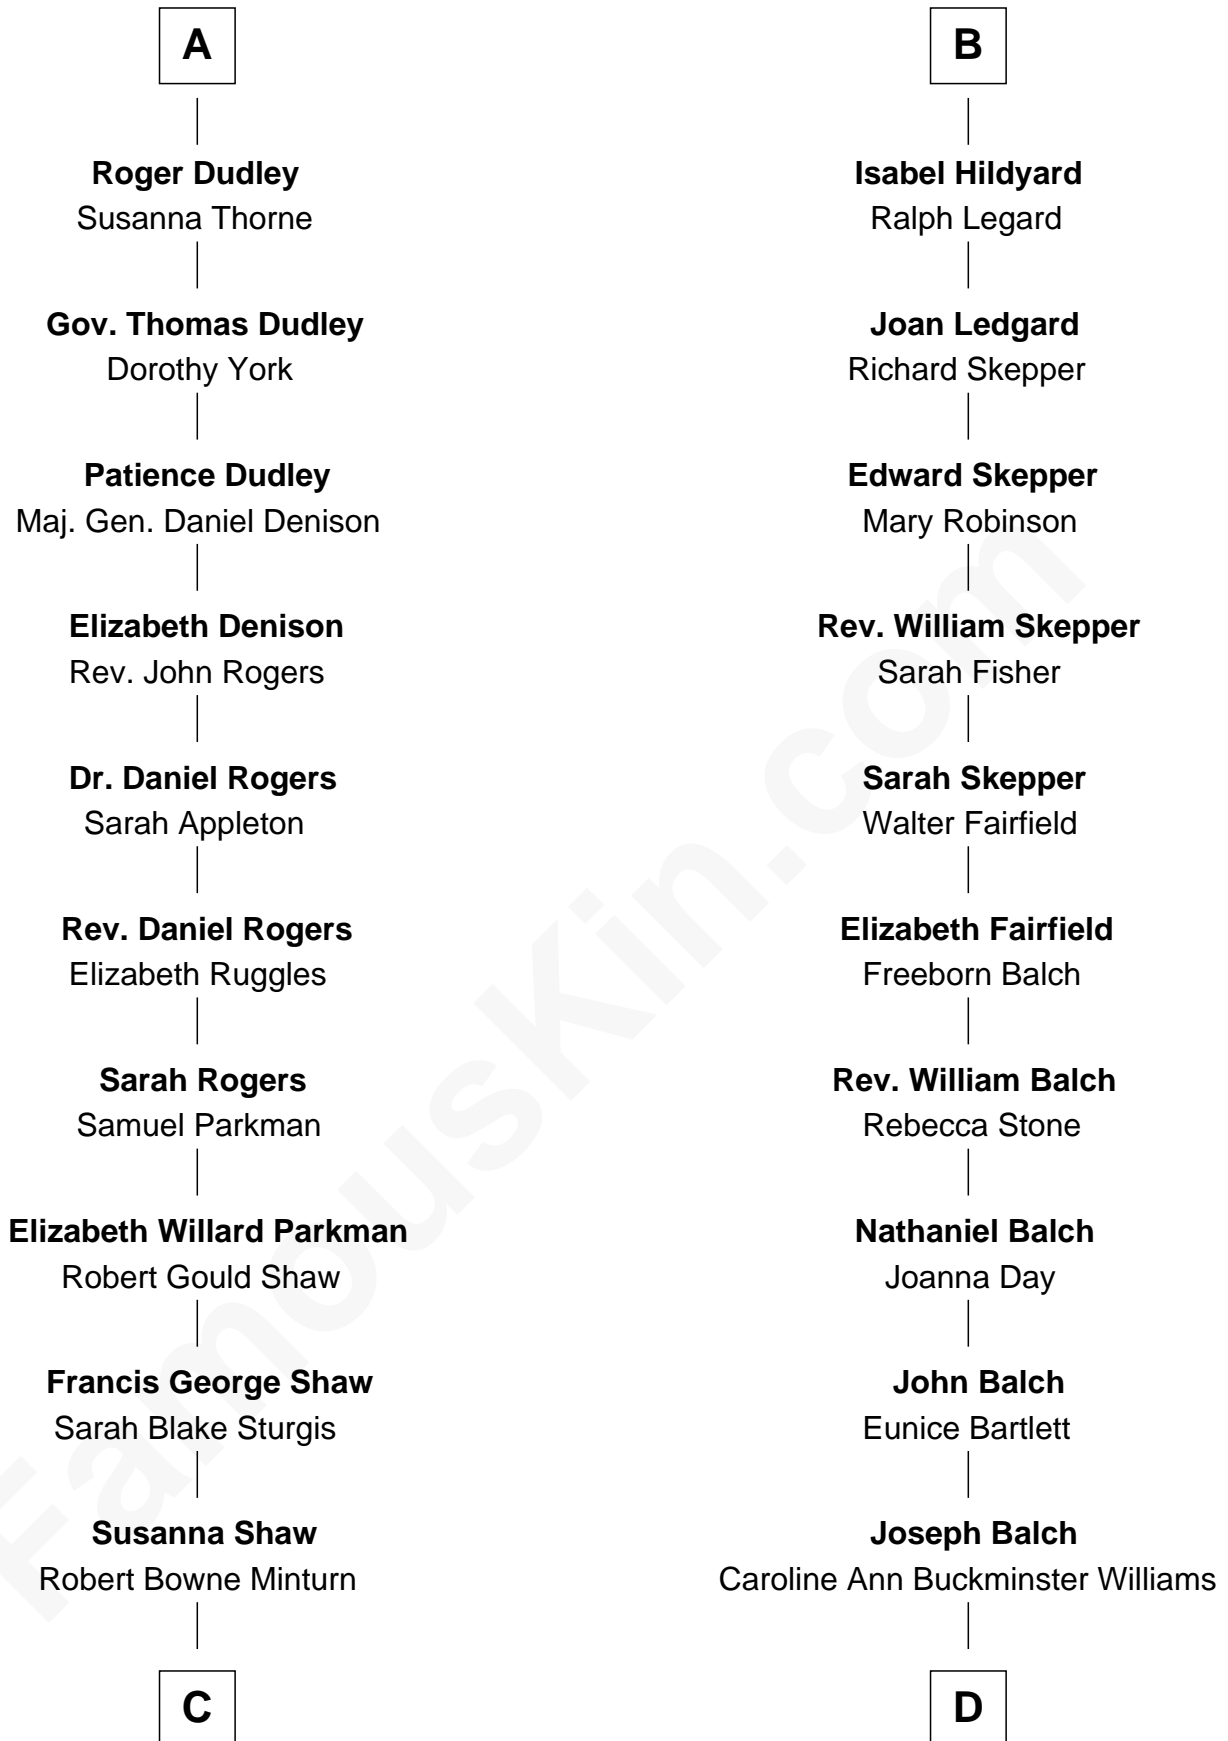 A
Roger Dudley
Susanna Thorne
Gov. Thomas Dudley
Dorothy York
Patience Dudley
Maj. Gen. Daniel Denison
Elizabeth Denison
Rev. John Rogers
Dr. Daniel Rogers
Sarah Appleton
Rev. Daniel Rogers
Elizabeth Ruggles
Sarah Rogers
Samuel Parkman
Elizabeth Willard Parkman
Robert Gould Shaw
Francis George Shaw
Sarah Blake Sturgis
Susanna Shaw
Robert Bowne Minturn
C
B
Isabel Hildyard
Ralph Legard
Joan Ledgard
Richard Skepper
Edward Skepper
Mary Robinson
Rev. William Skepper
Sarah Fisher
Sarah Skepper
Walter Fairfield
Elizabeth Fairfield
Freeborn Balch
Rev. William Balch
Rebecca Stone
Nathaniel Balch
Joanna Day
John Balch
Eunice Bartlett
Joseph Balch
Caroline Ann Buckminster Williams
D
FamousKin.com